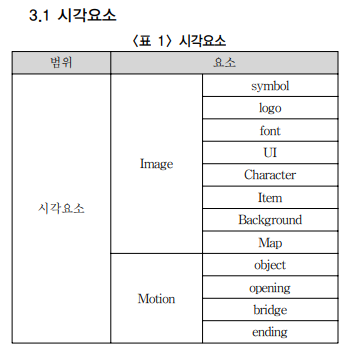 3.1 시각요소
〈표 1〉 시각요소
범위 요소
시각요소 Image symbol
logo
font
UI
Character
Item
Background
Map
Motion object
opening
bridge
ending